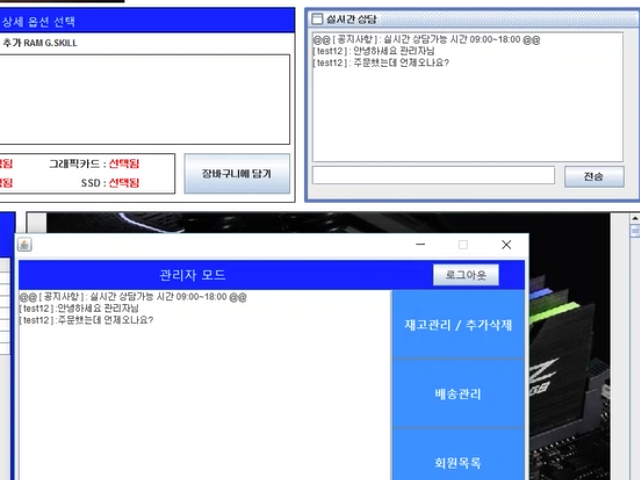 상세 옵션 선택
추가 RAM G.SKILL
그래픽카드 : 선택됨
SSD : 선택됨
장바구니에 담기
실시간 상담
@@ [ 공지사항 ] : 실시간 상담가능 시간 09:00~18:00 @@
[ test12 ] : 안녕하세요 관리자님
[ test12 ] : 주문했는데 언제오나요?
전송
관리자 모드
로그아웃
@@ [ 공지사항 ] : 실시간 상담가능 시간 09:00~18:00 @@
[ test12 ] :안녕하세요 관리자님
[ test12 ] :주문했는데 언제오나요?
재고관리 / 추가삭제
배송관리
회원목록